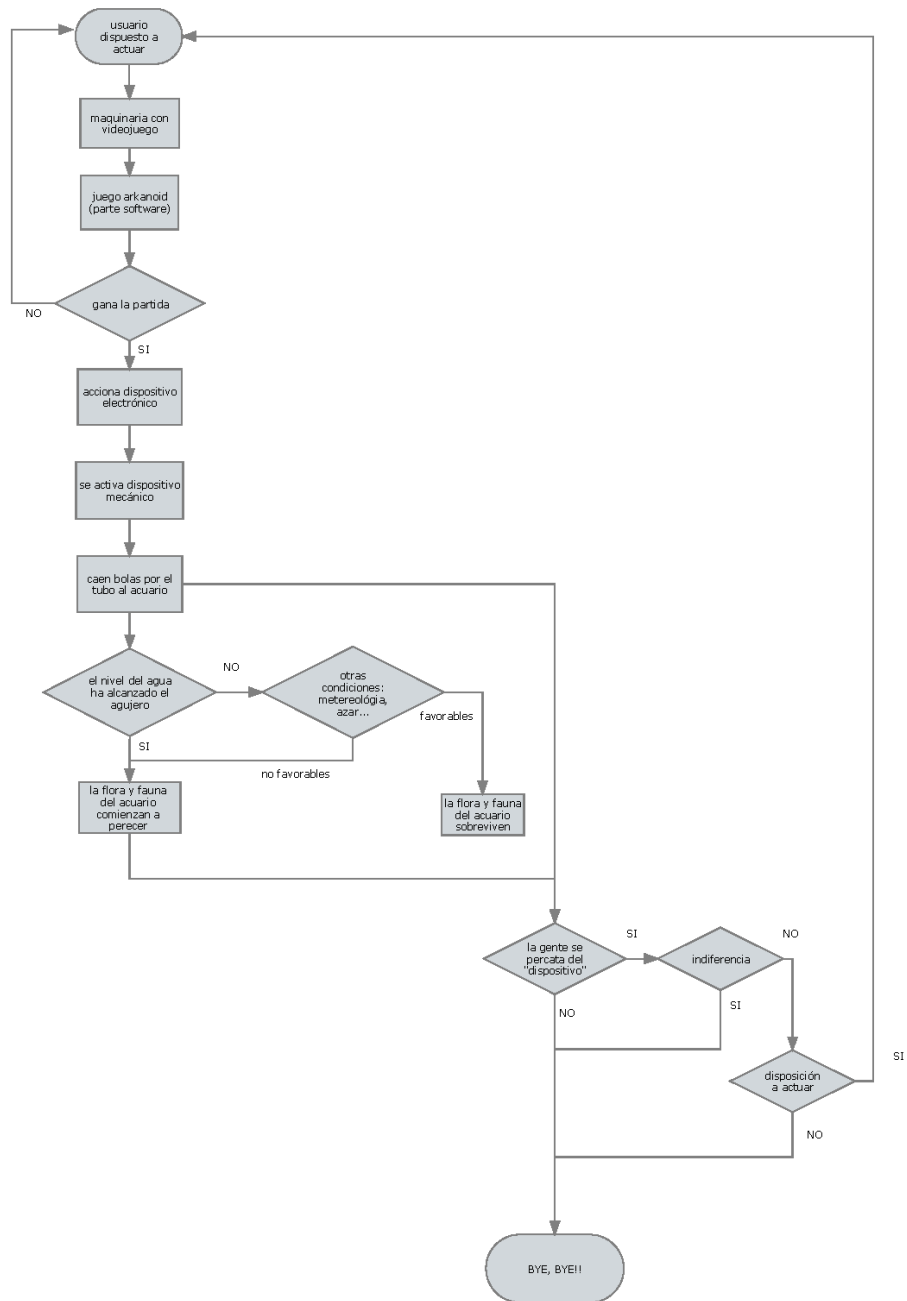 usuario
dispuesto a
actuar
maquinaria con
videojuego
juego arkanoid
(parte software)
gana la partida
NO
SI
acciona dispositivo
electrónico
se activa dispositivo
mecánico
caen bolas por el
tubo al acuario
el nivel del agua
ha alcanzado el
agujero
NO
otras
condiciones:
metereológia,
azar...
favorables
SI
no favorables
la flora y fauna
del acuario
comienzan a
perecer
la flora y fauna
del acuario
sobreviven
la gente se
percata del
"dispositivo"
SI
indiferencia
NO
NO
SI
disposición
a actuar
SI
NO
BYE, BYE!!